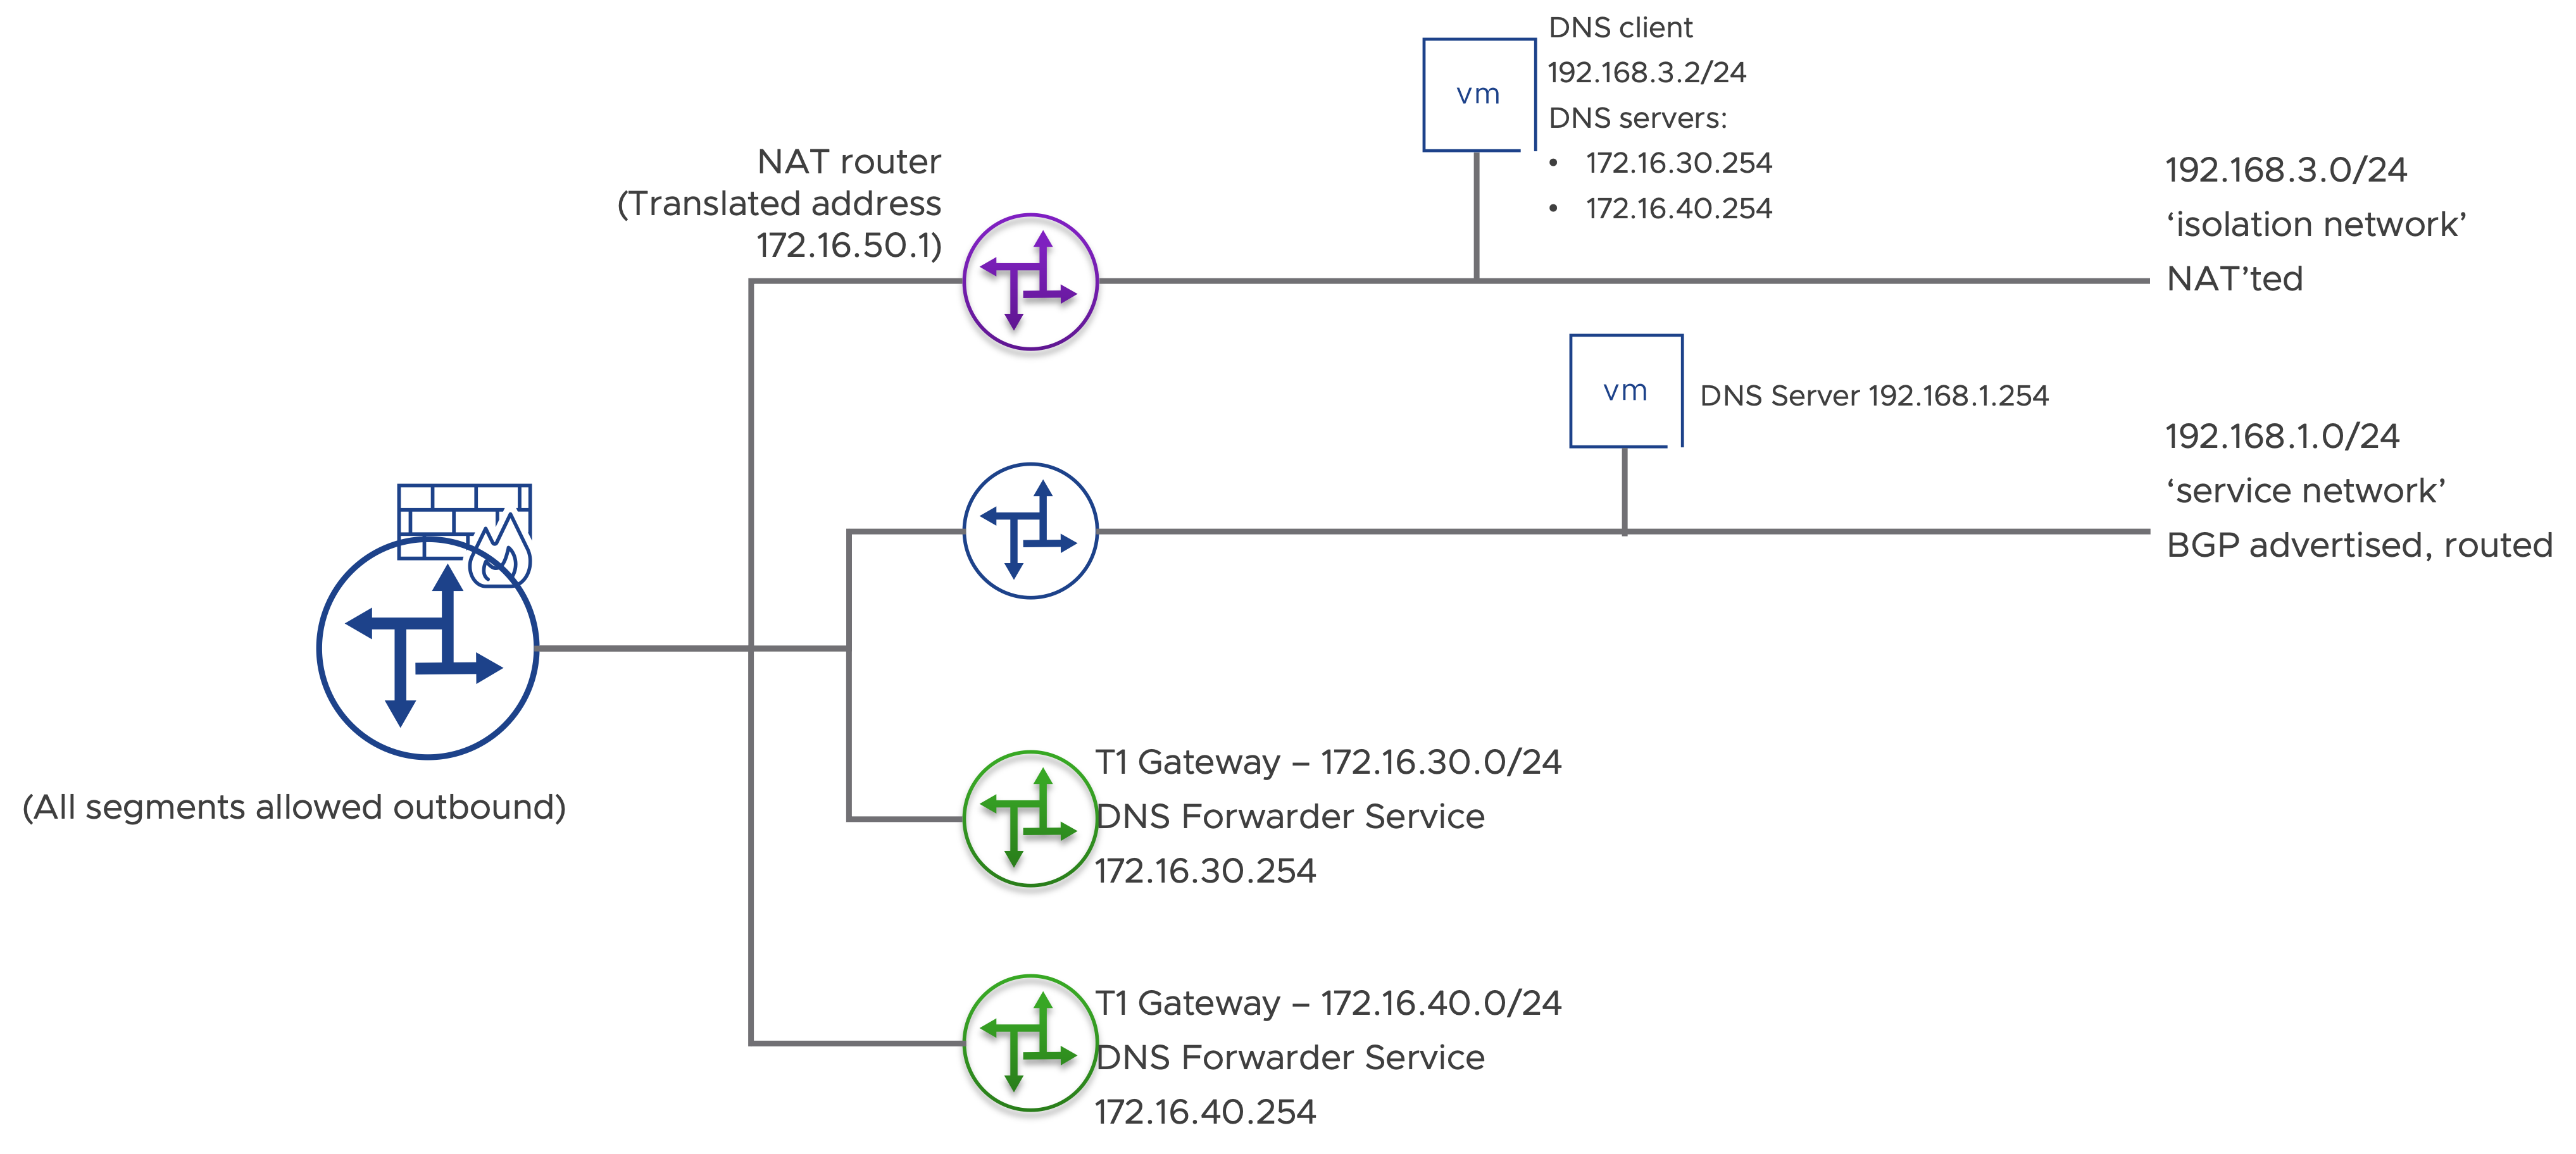 DNS client
192.168.3.2/24
DNS servers:
• 172.16.30.254
• 172.16.40.254
vm
NAT router
(Translated address
172.16.50.1)
192.168.3.0/24
‘isolation network’
NAT’ted
vm
DNS Server 192.168.1.254
192.168.1.0/24
‘service network’
BGP advertised, routed
(All segments allowed outbound)
T1 Gateway – 172.16.30.0/24
DNS Forwarder Service
172.16.30.254
T1 Gateway – 172.16.40.0/24
DNS Forwarder Service
172.16.40.254